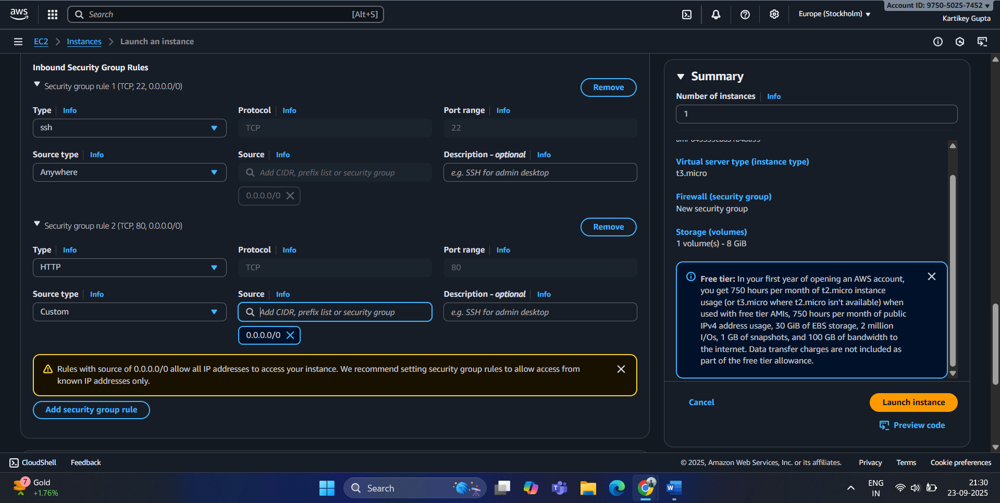 aws
Search
[Alt+S]
Europe (Stockholm)
Account ID: 9750-5025-7452
Kartikey Gupta
EC2
Instances
Launch an instance
Inbound Security Group Rules
Security group rule 1 (TCP, 22, 0.0.0.0/0)
Remove
Type
Info
Protocol
Info
Port range
Info
ssh
TCP
22
Source type
Info
Source
Info
Description - optional
Info
Anywhere
Add CIDR, prefix list or security group
e.g. SSH for admin desktop
0.0.0.0/0
Security group rule 2 (TCP, 80, 0.0.0.0/0)
Remove
Type
Info
Protocol
Info
Port range
Info
HTTP
TCP
80
Source type
Info
Source
Info
Description - optional
Info
Custom
Add CIDR, prefix list or security group
e.g. SSH for admin desktop
0.0.0.0/0
Rules with source of 0.0.0.0/0 allow all IP addresses to access your instance. We recommend setting security group rules to allow access from
known IP addresses only.
Add security group rule
Summary
Number of instances
Info
1
Virtual server type (instance type)
t3.micro
Firewall (security group)
New security group
Storage (volumes)
1 volume(s) - 8 GiB
Free tier: In your first year of opening an AWS account,
you get 750 hours per month of t2.micro instance
usage (or t3.micro where t2.micro isn't available) when
used with free tier AMIs, 750 hours per month of public
IPv4 address usage, 30 GiB of EBS storage, 2 million
I/Os, 1 GB of snapshots, and 100 GB of bandwidth to
the internet. Data transfer charges are not included as
part of the free tier allowance.
Cancel
Launch instance
Preview code
CloudShell
Feedback
© 2025, Amazon Web Services, Inc. or its affiliates.
Privacy
Terms
Cookie preferences
7
Gold
+1.76%
Search
ENG
IN
21:30
23-09-2025